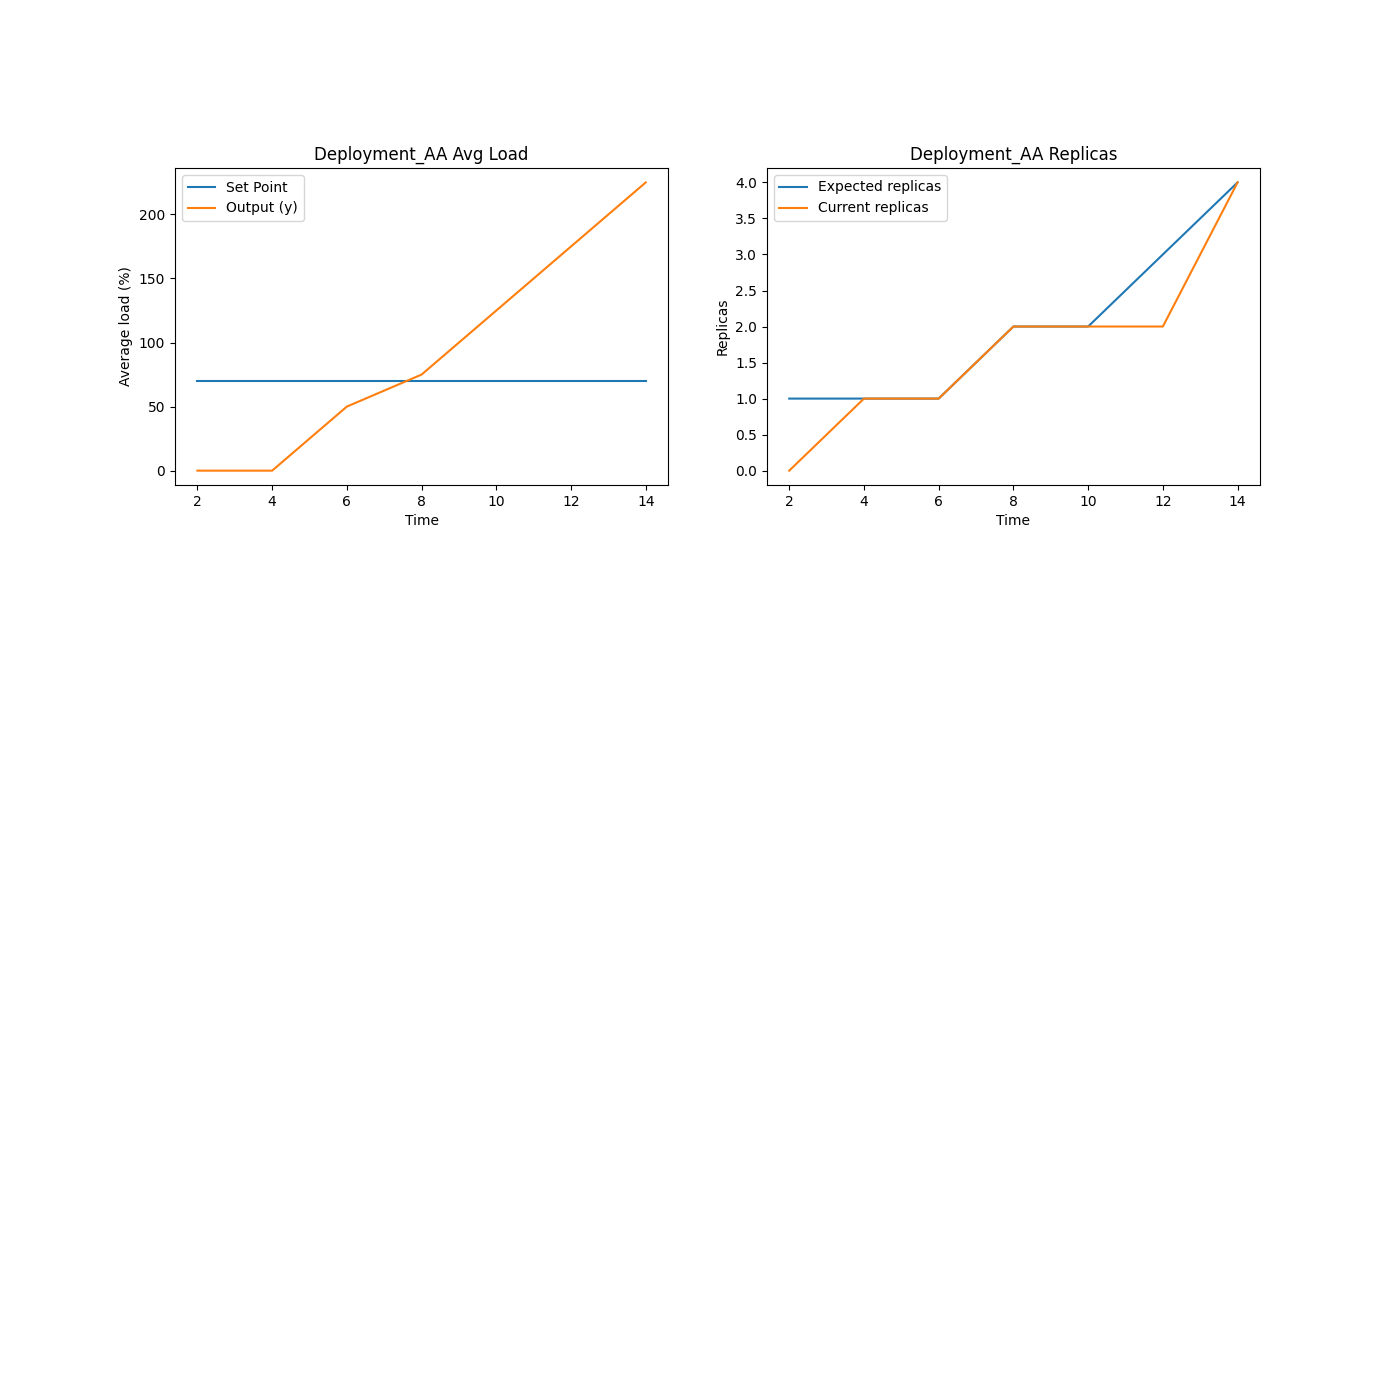 Deployment_AA Avg Load
Set Point
Output (y)
Average load (%)
200
150
100
50
0
2 4 6 8 10 12 14
Time
Deployment_AA Replicas
Expected replicas
Current replicas
Replicas
4.0
3.5
3.0
2.5
2.0
1.5
1.0
0.5
0.0
2 4 6 8 10 12 14
Time